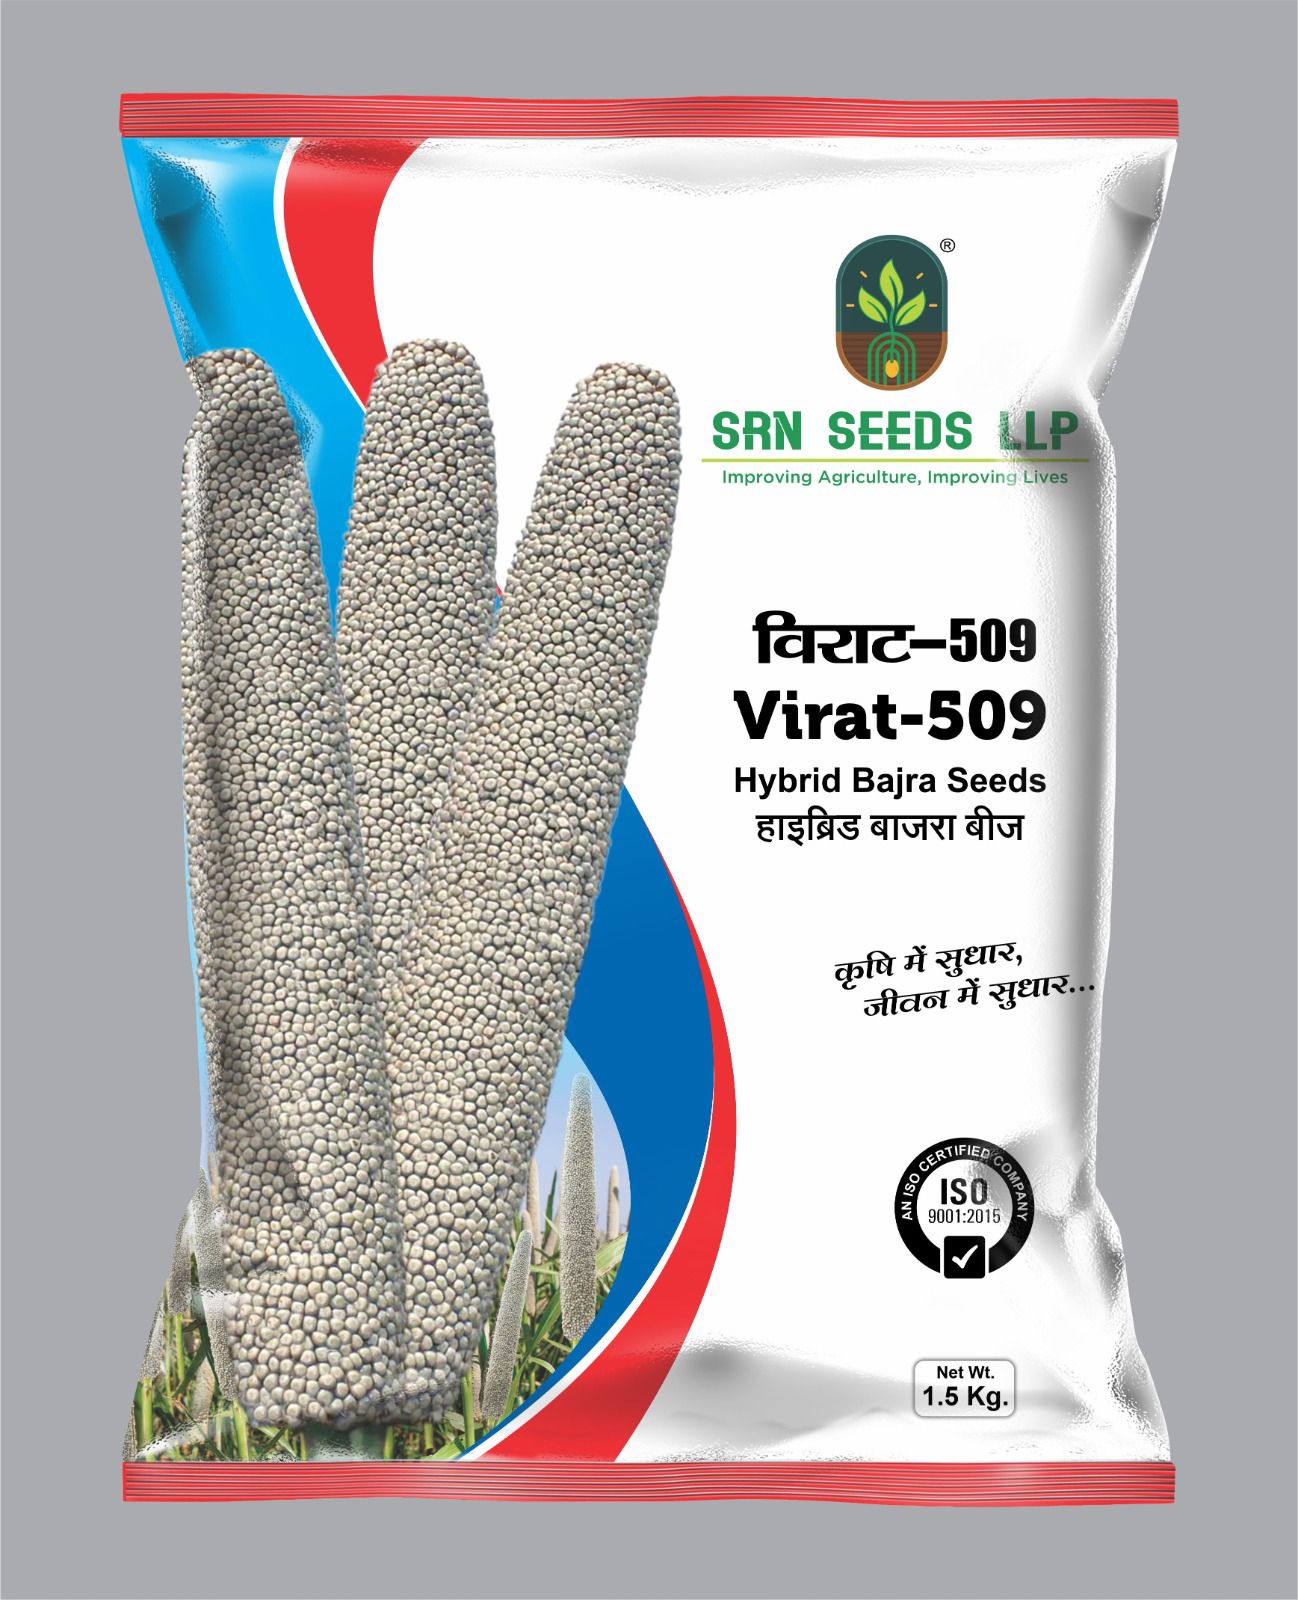 ®
SRN SEEDS LLP
Improving Agriculture, Improving Lives
विराट–509
Virat-509
Hybrid Bajra Seeds
हाइब्रिड बाजरा बीज
कृषि में सुधार,
जीवन में सुधार...
AN ISO CERTIFIED COMPANY
ISO
9001:2015
Net Wt.
1.5 Kg.